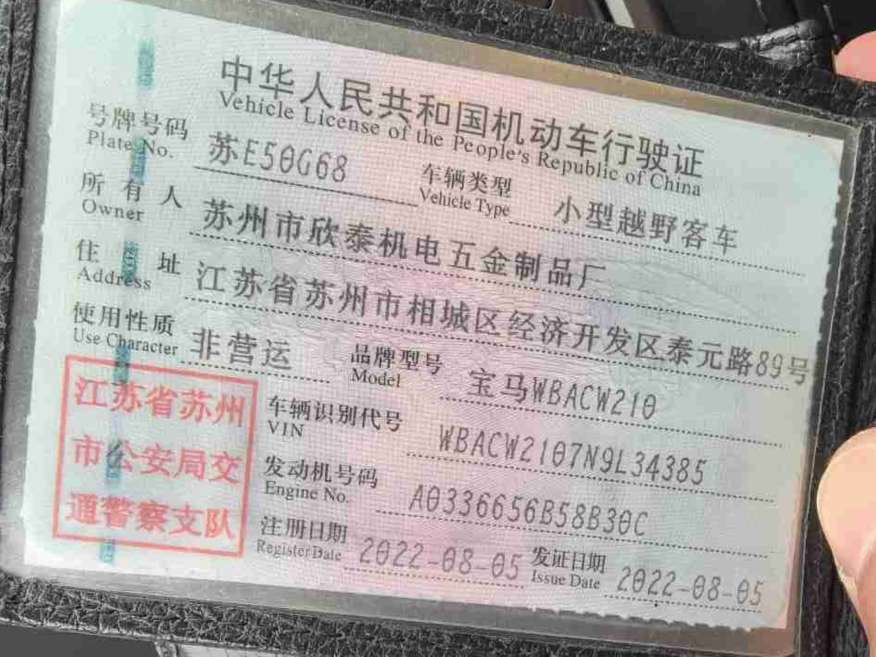 中华人民共和国机动车行驶证
Vehicle License of the People's Republic of China
号牌号码 苏E50G68 车辆类型 小型越野客车
Plate No. Vehicle Type
所有人 苏州市欣泰机电五金制品厂
Owner
住址 江苏省苏州市相城区经济开发区泰元路89号
Address
使用性质 非营运 品牌型号 宝马WBACW210
Use Character Model
江苏省苏州
市公安局交
通警察支队
车辆识别代号 WBACW2107N9L34385
VIN
发动机号码 A0336656B58B30C
Engine No.
注册日期 2022-08-05 发证日期 2022-08-05
Register Date Issue Date